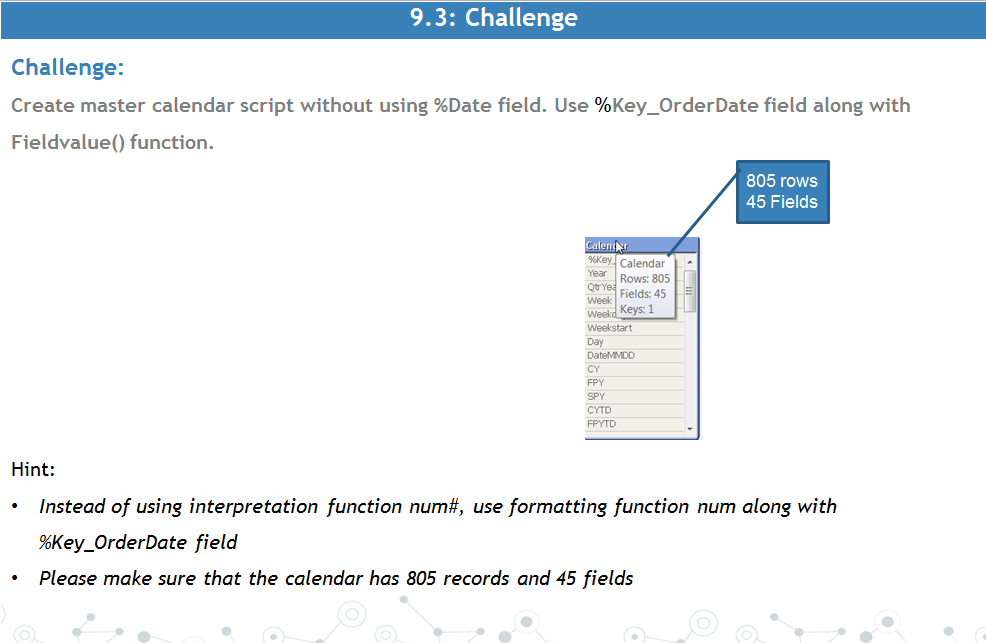 9.3: Challenge
Challenge:
Create master calendar script without using %Date field. Use %Key_OrderDate field along with
Fieldvalue() function.
805 rows
45 Fields
Calendar
%Key_
Year
QtrYea
Week
Weekd
Weekstart
Day
DateMMDD
CY
FPY
SPY
CYTD
FPYTD
Calendar
Rows: 805
Fields: 45
Keys: 1
Hint:
• Instead of using interpretation function num#, use formatting function num along with
%Key_OrderDate field
• Please make sure that the calendar has 805 records and 45 fields